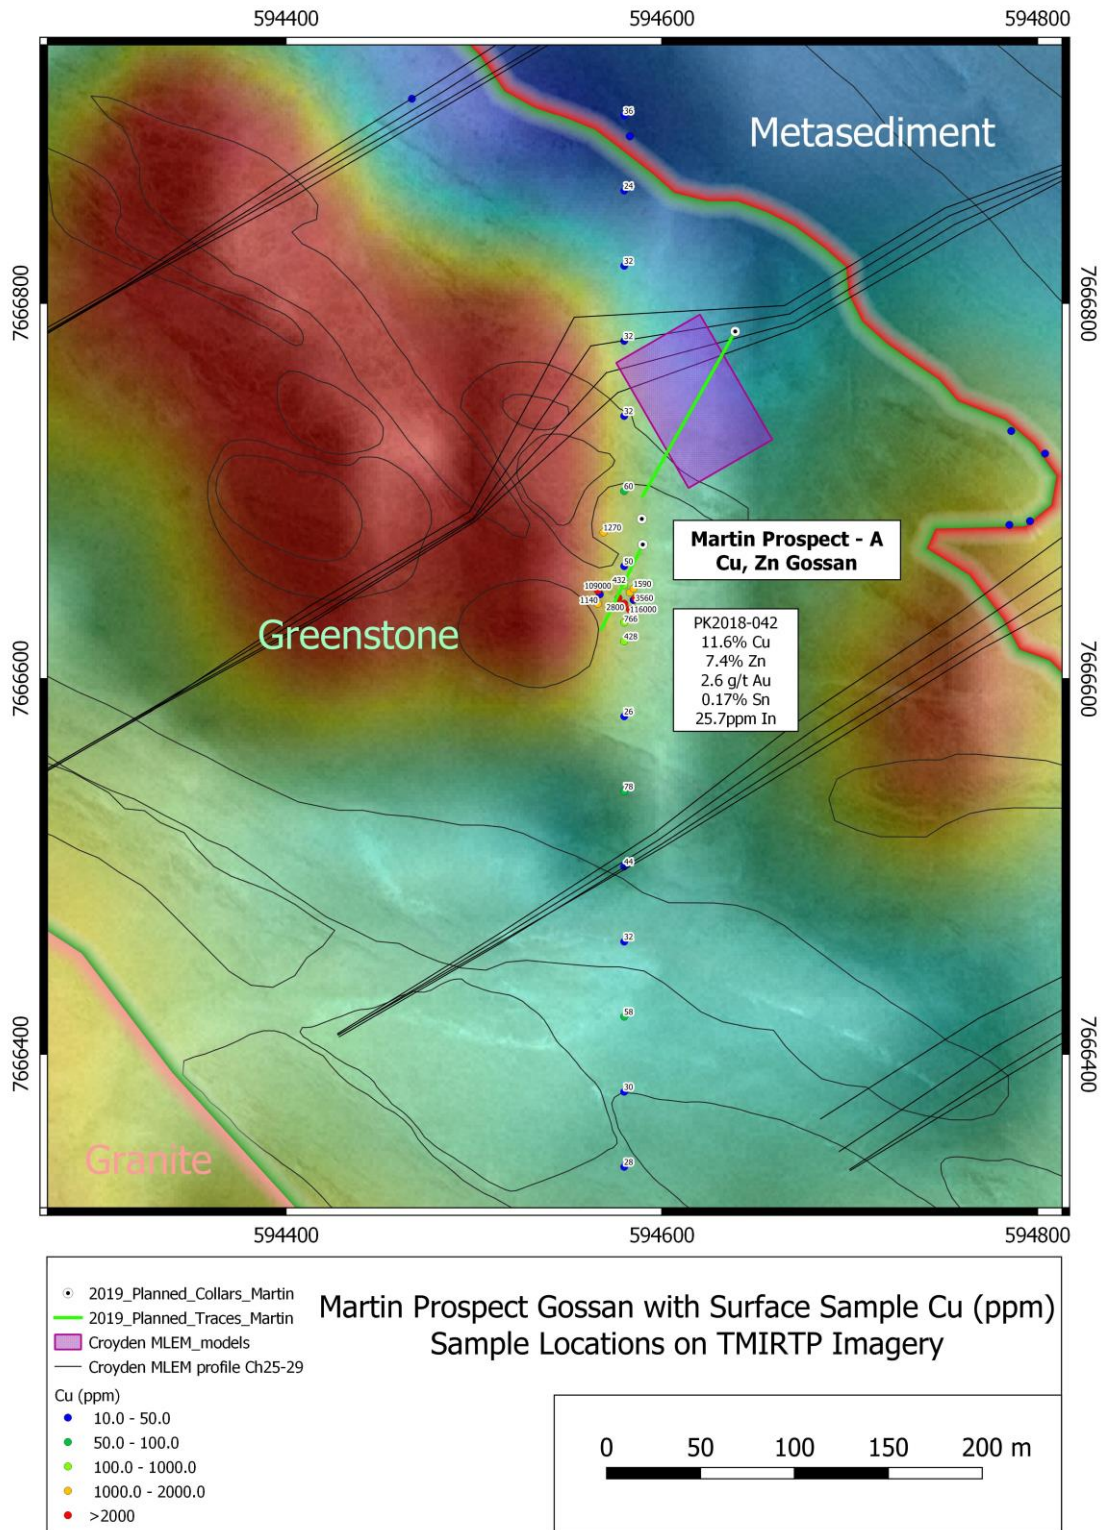 594400 594600 594800
36
Metasediment
24
32
7666800 7666800
32
32
60
1270
Martin Prospect - A
Cu, Zn Gossan
50
432 1590
109000
1140 3560
2800 116000
766
PK2018-042
11.6% Cu
7.4% Zn
2.6 g/t Au
0.17% Sn
25.7ppm In
Greenstone
428
7666600 7666600
26
78
44
32
58
7666400 7666400
30
Granite
28
594400 594600 594800
2019_Planned_Collars_Martin
2019_Planned_Traces_Martin
Croyden MLEM_models
Croyden MLEM profile Ch25-29
Cu (ppm)
10.0 - 50.0
50.0 - 100.0
100.0 - 1000.0
1000.0 - 2000.0
>2000
Martin Prospect Gossan with Surface Sample Cu (ppm)
Sample Locations on TMIRTP Imagery
0 50 100 150 200 m